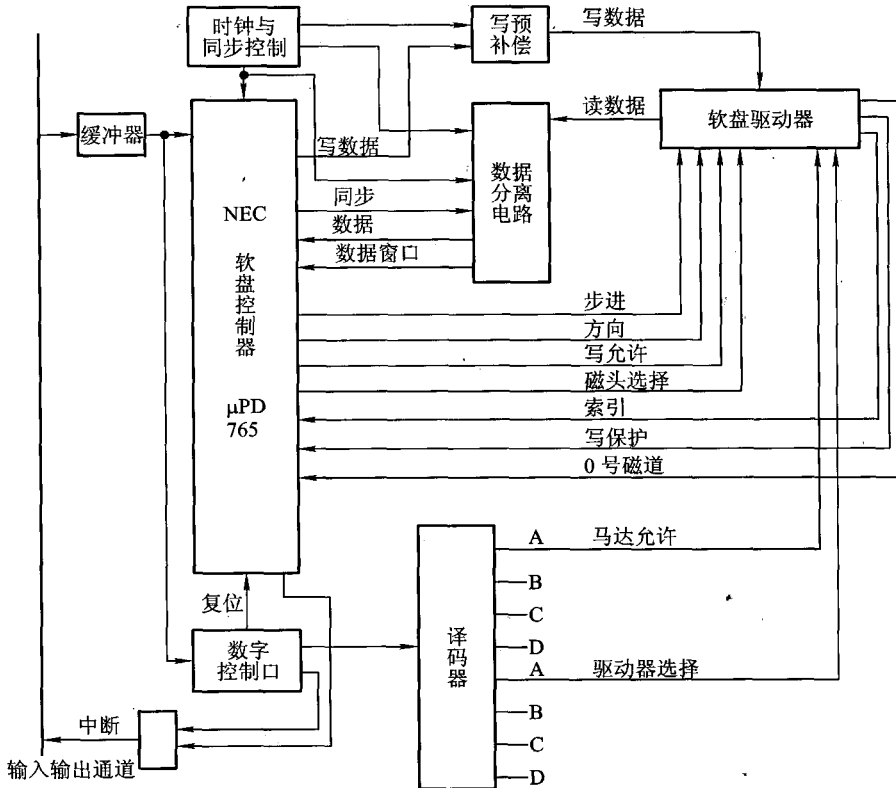 时钟与
同步控制
写预
补偿
写数据
缓冲器
读数据
软盘驱动器
写数据
数据
分离
电路
NEC
软盘控制器
μPD
765
同步
数据
数据窗口
步进
方向
写允许
磁头选择
索引
写保护
0号磁道
复位
数字
控制口
译码器
A
马达允许
B
C
D
A
驱动器选择
B
C
D
中断
输入输出通道